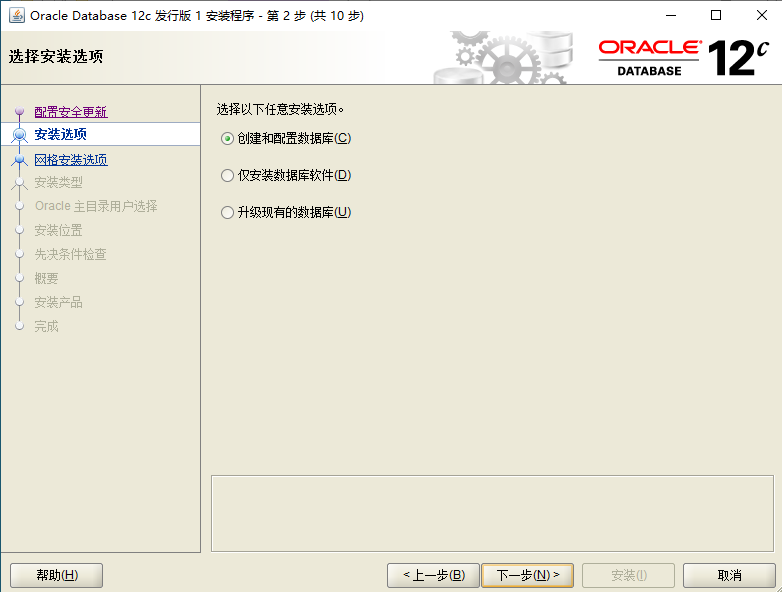 Oracle Database 12c 发行版 1 安装程序 - 第 2 步 (共 10 步)
选择安装选项
ORACLE®
DATABASE
12c
配置安全更新
安装选项
网格安装选项
安装类型
Oracle 主目录用户选择
安装位置
先决条件检查
概要
安装产品
完成
选择以下任意安装选项。
创建和配置数据库(C)
仅安装数据库软件(D)
升级现有的数据库(U)
帮助(H)
< 上一步(B)
下一步(N) >
安装(I)
取消